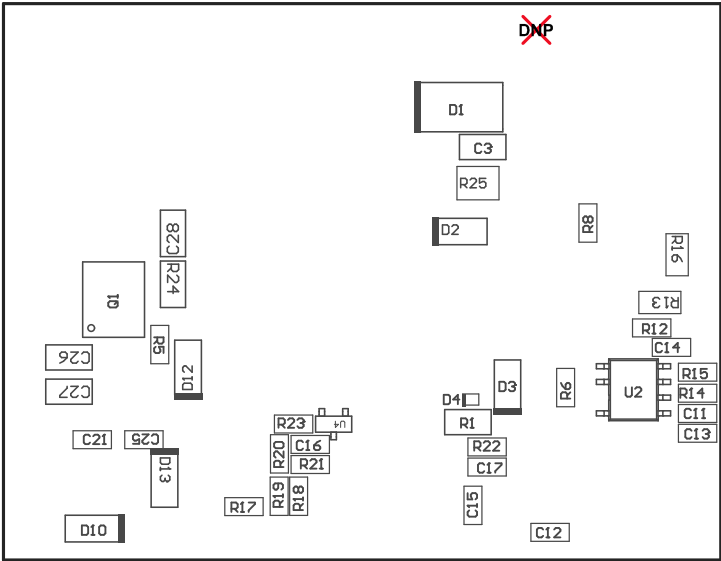 DNP
D1
C3
R25
D2
R8
C28
R24
R16
Q1
R13
R5
R12
C26
C14
D12
C27
D4
D3
R6
U2
R15
R14
R1
C11
R23
U4
C13
C21
C25
R20
C16
R22
D13
R21
C17
R19
R18
R17
C15
D10
C12